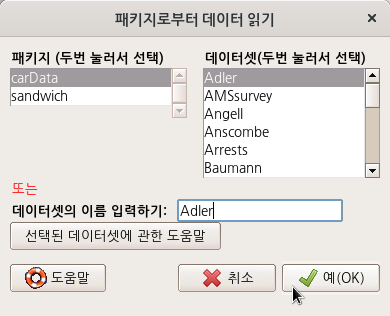 패키지로부터 데이터 읽기
패키지 (두번 눌러서 선택)
carData
sandwich
데이터셋(두번 눌러서 선택)
Adler
AMSsurvey
Angell
Anscombe
Arrests
Baumann
또는
데이터셋의 이름 입력하기: Adler
선택된 데이터셋에 관한 도움말
도움말 취소 예(OK)